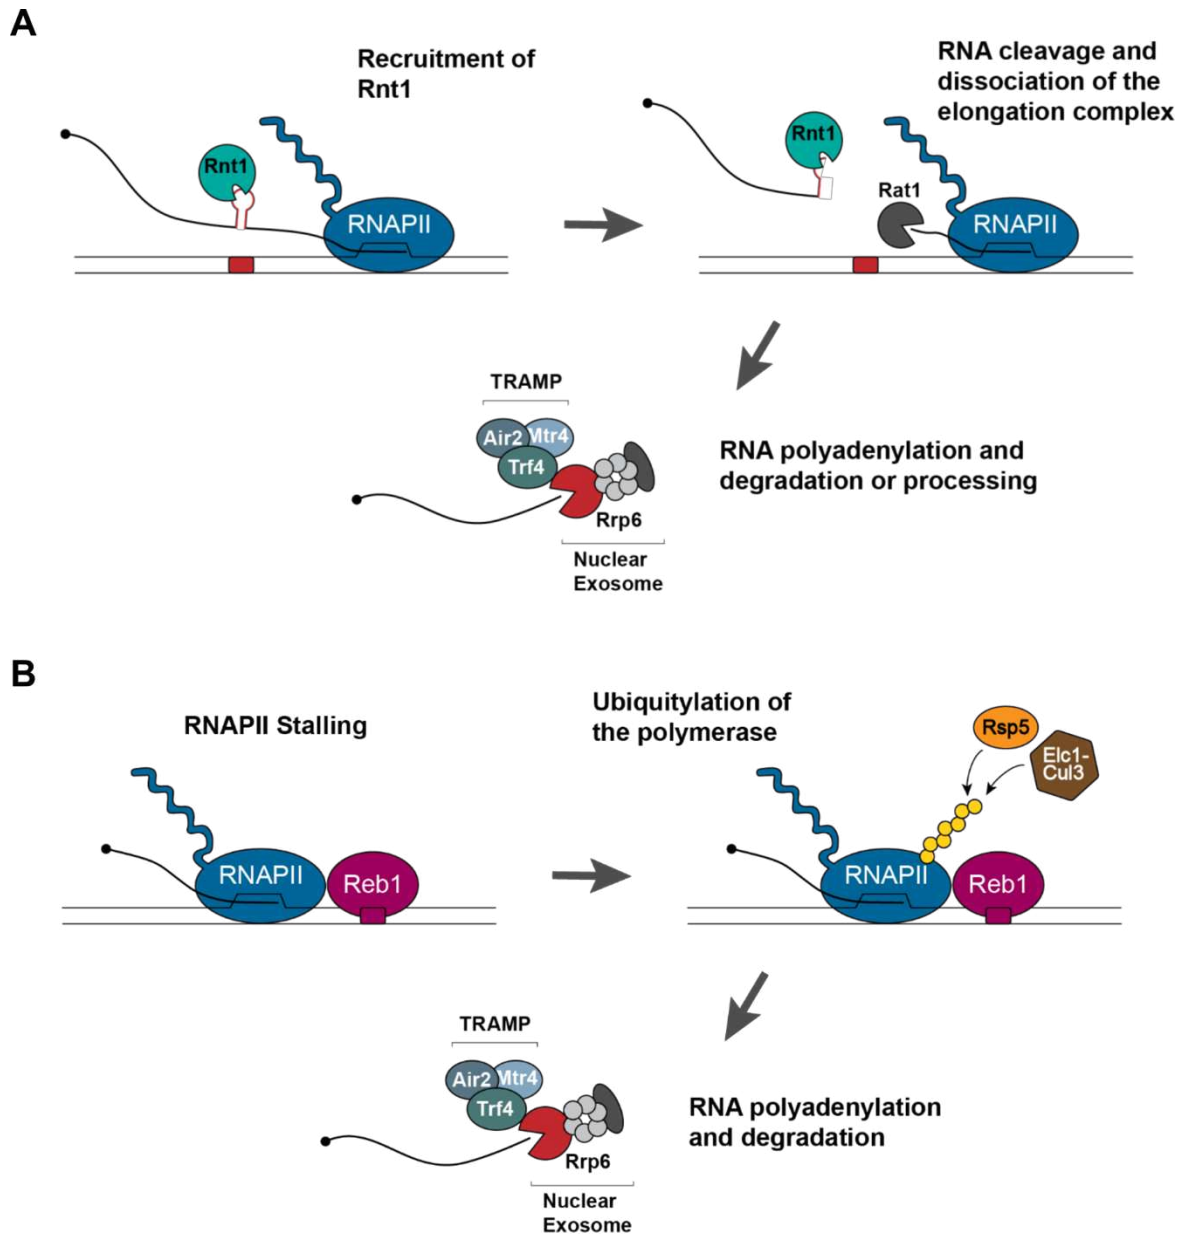 A
Recruitment of
Rnt1
RNA cleavage and
dissociation of the
elongation complex
Rnt1
RNAPII
Rnt1
Rat1
RNAPII
TRAMP
Air2
Mtr4
Trf4
Rrp6
Nuclear
Exosome
RNA polyadenylation and
degradation or processing
B
RNAPII Stalling
Ubiquitylation of
the polymerase
Rsp5
Elc1-
Cul3
RNAPII
Reb1
RNAPII
Reb1
TRAMP
Air2
Mtr4
Trf4
Rrp6
Nuclear
Exosome
RNA polyadenylation
and degradation